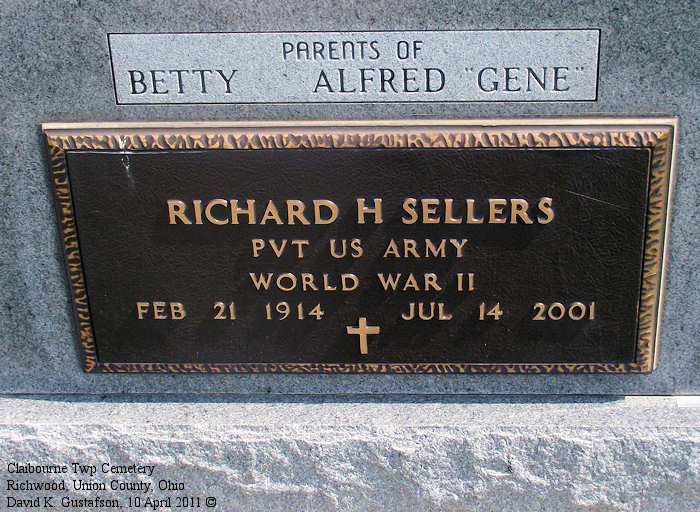 PARENTS OF
BETTY ALFRED "GENE"
RICHARD H SELLERS
PVT US ARMY
WORLD WAR II
FEB 21 1914 JUL 14 2001
Claibourne Twp Cemetery
Richwood, Union County, Ohio
David K. Gustafson, 10 April 2011 ©